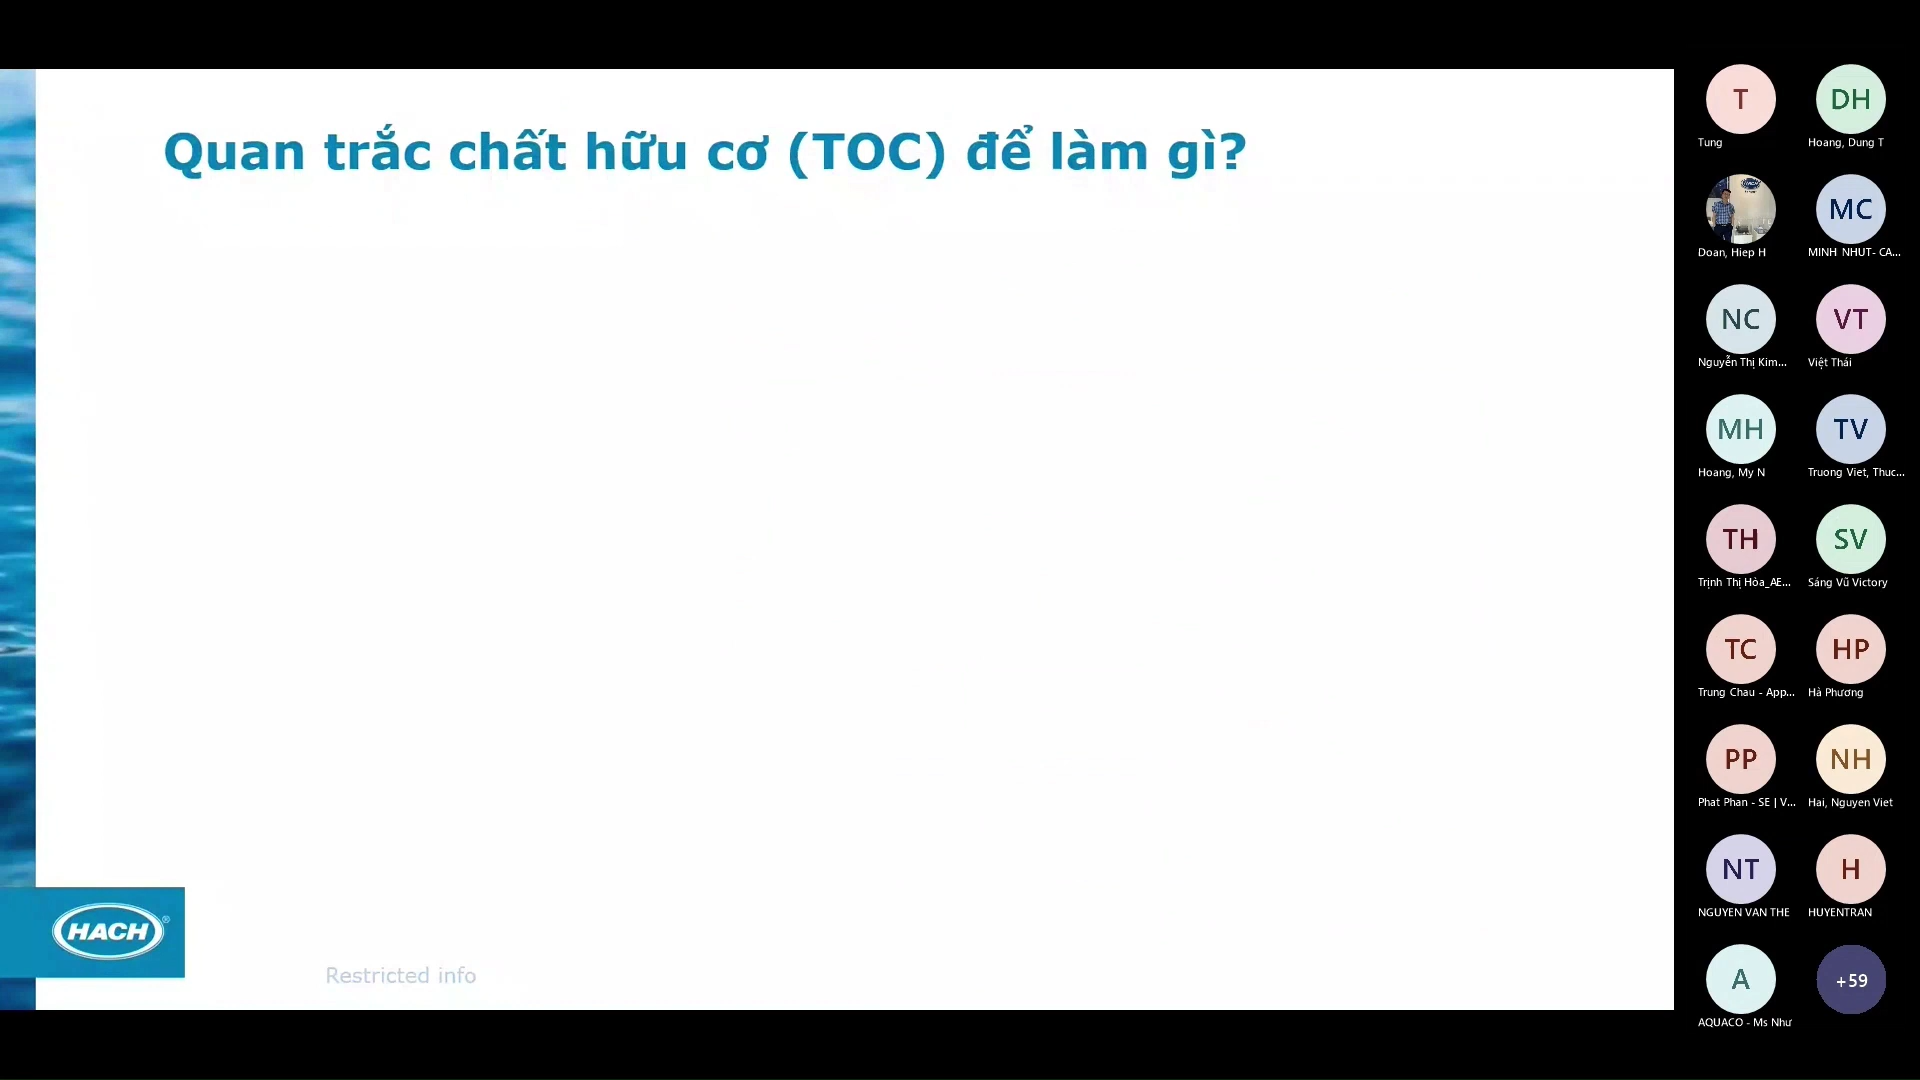 Quan trắc chất hữu cơ (TOC) để làm gì?
HACH®
Restricted info
T
Tung
DH
Hoang, Dung T
Doan, Hiep H
MC
MINH NHUT- CA...
NC
Nguyễn Thị Kim...
VT
Việt Thái
MH
Hoang, My N
TV
Truong Viet, Thuc...
TH
Trịnh Thị Hòa_AE...
SV
Sáng Vũ Victory
TC
Trung Chau - App...
HP
Hà Phương
PP
Phat Phan - SE | V...
NH
Hai, Nguyen Viet
NT
NGUYEN VAN THE
H
HUYENTRAN
A
AQUACO - Ms Như
+59